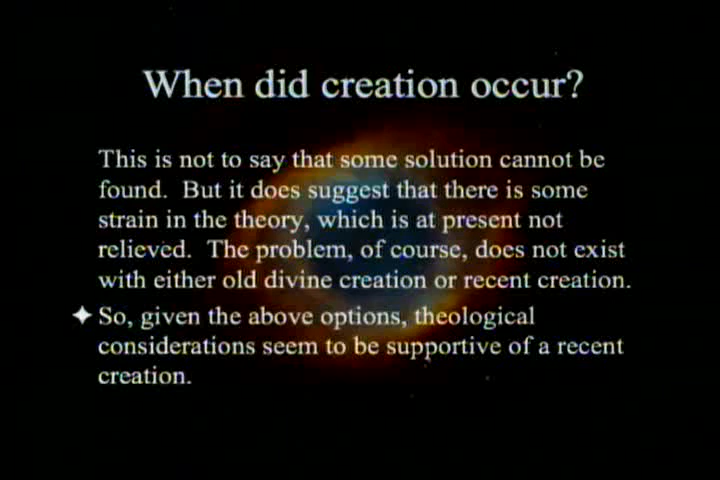 When did creation occur?
This is not to say that some solution cannot be
found. But it does suggest that there is some
strain in the theory, which is at present not
relieved. The problem, of course, does not exist
with either old divine creation or recent creation.
So, given the above options, theological
considerations seem to be supportive of a recent
creation.